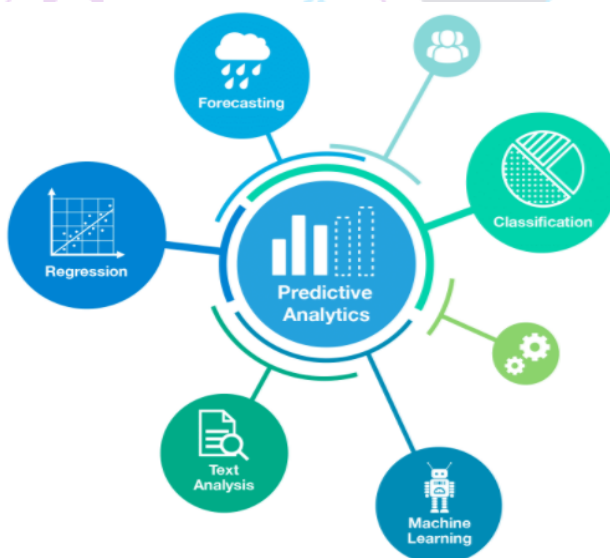 Forecasting
Classification
Regression
Predictive
Analytics
Text
Analysis
Machine
Learning